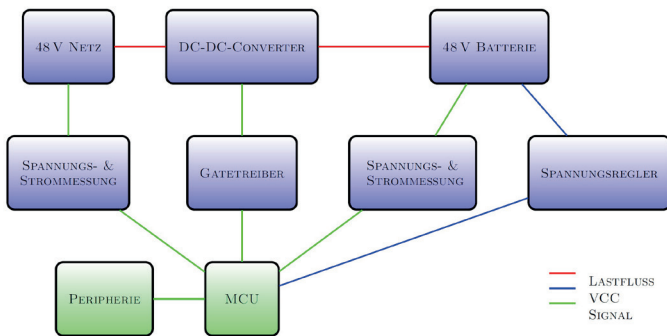 48 V Netz
DC-DC-Converter
48 V Batterie
Spannungs- &
Strommessung
Gatetreiber
Spannungs- &
Strommessung
Spannungsregler
Peripherie
MCU
Lastfluss
VCC
Signal